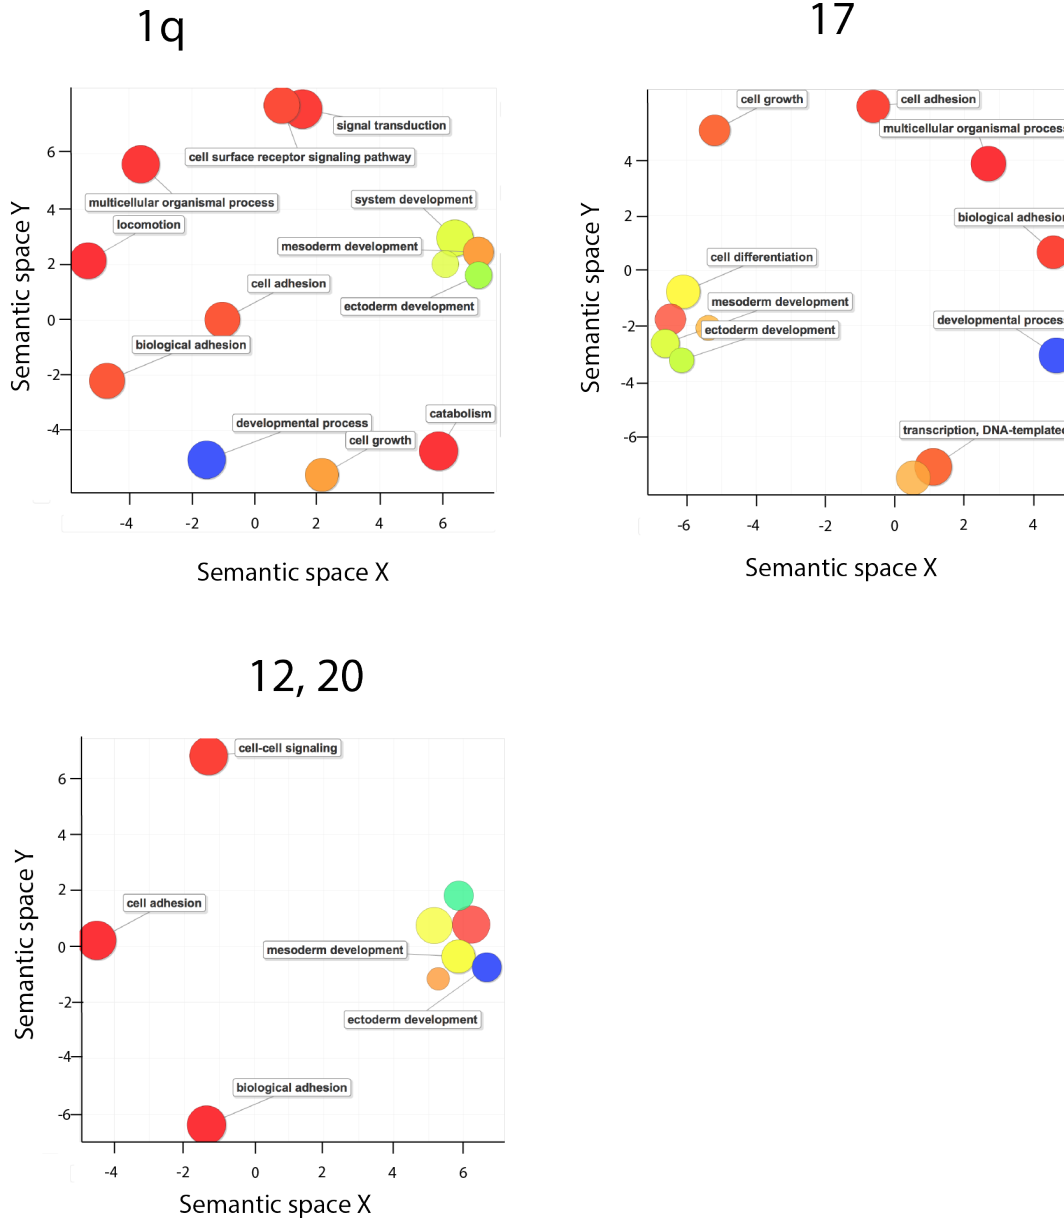 1q
17
signal transduction
cell surface receptor signaling pathway
multicellular organismal process
locomotion
system development
mesoderm development
ectoderm development
cell adhesion
biological adhesion
developmental process
cell growth
catabolism
6
4
2
0
-2
-4
-4
-2
0
2
4
6
Semantic space Y
Semantic space X
cell growth
cell adhesion
multicellular organismal process
biological adhesion
cell differentiation
mesoderm development
ectoderm development
developmental process
transcription, DNA-templated
4
2
0
-2
-4
-6
-6
-4
-2
0
2
4
Semantic space Y
Semantic space X
12, 20
cell-cell signaling
cell adhesion
mesoderm development
ectoderm development
biological adhesion
6
4
2
0
-2
-4
-6
-4
-2
0
2
4
6
Semantic space Y
Semantic space X